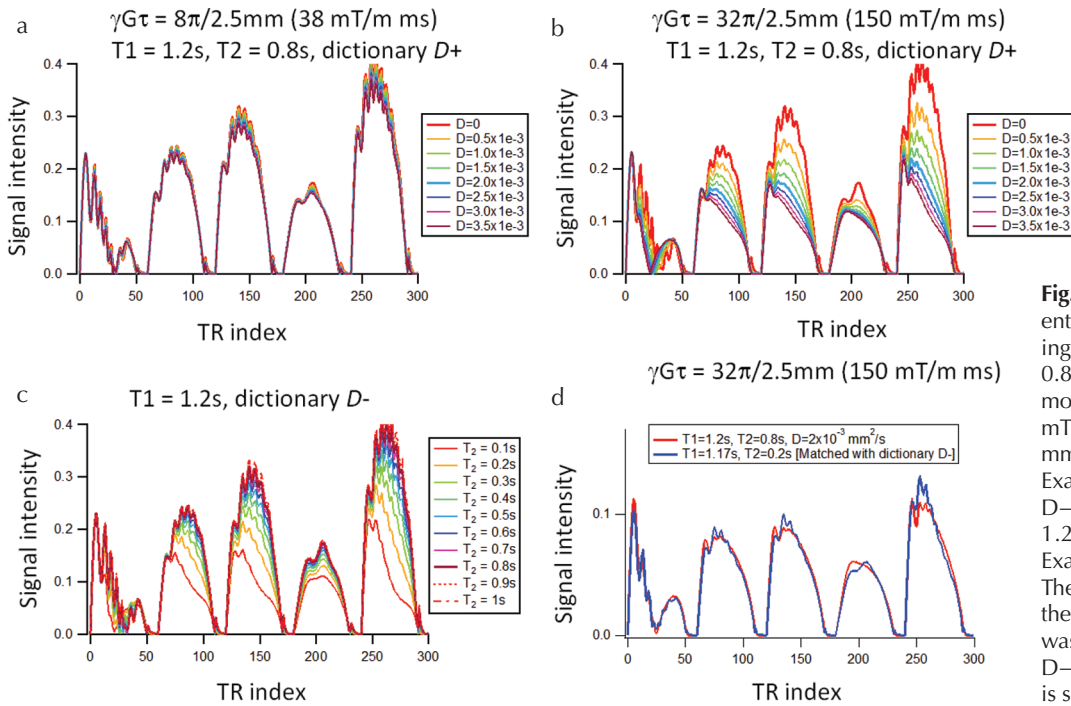 a
γGτ = 8π/2.5mm (38 mT/m ms)
T1 = 1.2s, T2 = 0.8s, dictionary D+
Signal intensity
0.4
0.3
0.2
0.1
0.0
0 50 100 150 200 250 300
TR index
D=0
D=0.5x1e-3
D=1.0x1e-3
D=1.5x1e-3
D=2.0x1e-3
D=2.5x1e-3
D=3.0x1e-3
D=3.5x1e-3
b
γGτ = 32π/2.5mm (150 mT/m ms)
T1 = 1.2s, T2 = 0.8s, dictionary D+
Signal intensity
0.4
0.3
0.2
0.1
0.0
0 50 100 150 200 250 300
TR index
D=0
D=0.5x1e-3
D=1.0x1e-3
D=1.5x1e-3
D=2.0x1e-3
D=2.5x1e-3
D=3.0x1e-3
D=3.5x1e-3
c
T1 = 1.2s, dictionary D-
Signal intensity
0.4
0.3
0.2
0.1
0.0
0 50 100 150 200 250 300
TR index
T₂ = 0.1s
T₂ = 0.2s
T₂ = 0.3s
T₂ = 0.4s
T₂ = 0.5s
T₂ = 0.6s
T₂ = 0.7s
T₂ = 0.8s
T₂ = 0.9s
T₂ = 1s
d
γGτ = 32π/2.5mm (150 mT/m ms)
T1=1.2s, T2=0.8s, D=2x10⁻³ mm²/s
T1=1.17s, T2=0.2s [Matched with dictionary D-]
Signal intensity
0.1
0.0
0 50 100 150 200 250 300
TR index
Fig.
ent
ing
0.8
mo
mT
mm
Exa
D–
1.2
Exa
The
the
was
D–
is s